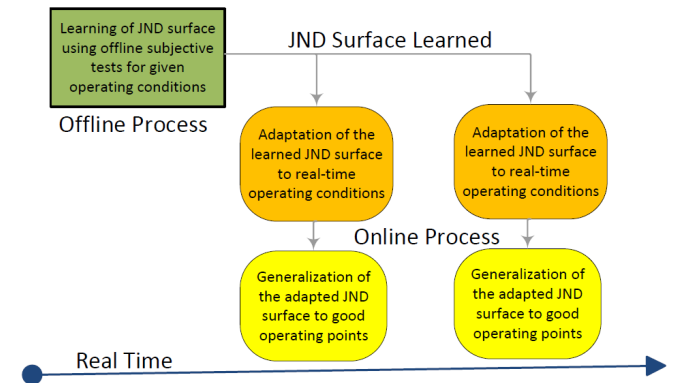 Learning of JND surface
using offline subjective
tests for given
operating conditions
JND Surface Learned
Offline Process
Adaptation of the
learned JND surface
to real-time
operating conditions
Adaptation of the
learned JND surface
to real-time
operating conditions
Online Process
Generalization of
the adapted JND
surface to good
operating points
Generalization of
the adapted JND
surface to good
operating points
Real Time